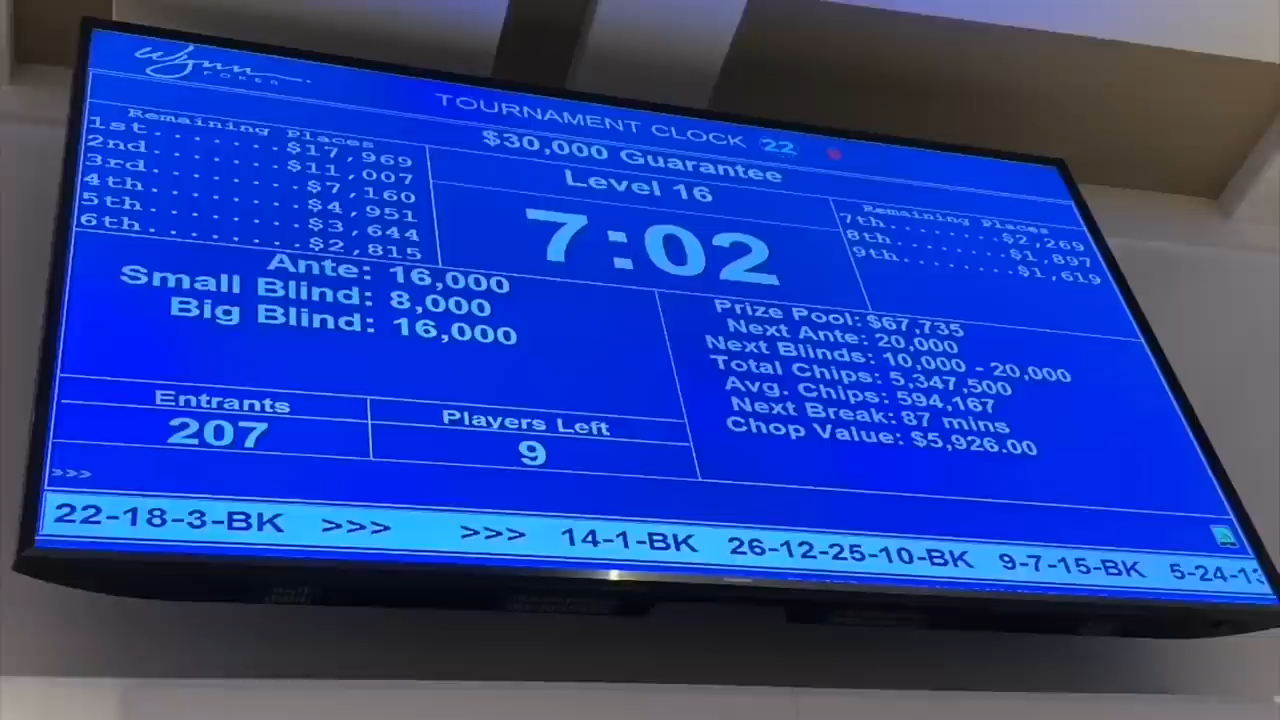 Wynn
POKER
TOURNAMENT CLOCK 22
$30,000 Guarantee
Level 16
7:02
Remaining Places
1st.......$17,969
2nd.......$11,007
3rd........$7,160
4th........$4,951
5th........$3,644
6th........$2,815
Remaining Places
7th........$2,269
8th........$1,897
9th........$1,619
Ante: 16,000
Small Blind: 8,000
Big Blind: 16,000
Prize Pool: $67,735
Next Ante: 20,000
Next Blinds: 10,000 - 20,000
Total Chips: 5,347,500
Avg. Chips: 594,167
Next Break: 87 mins
Chop Value: $5,926.00
Entrants
207
Players Left
9
>>>
22-18-3-BK >>> >>> 14-1-BK 26-12-25-10-BK 9-7-15-BK 5-24-13